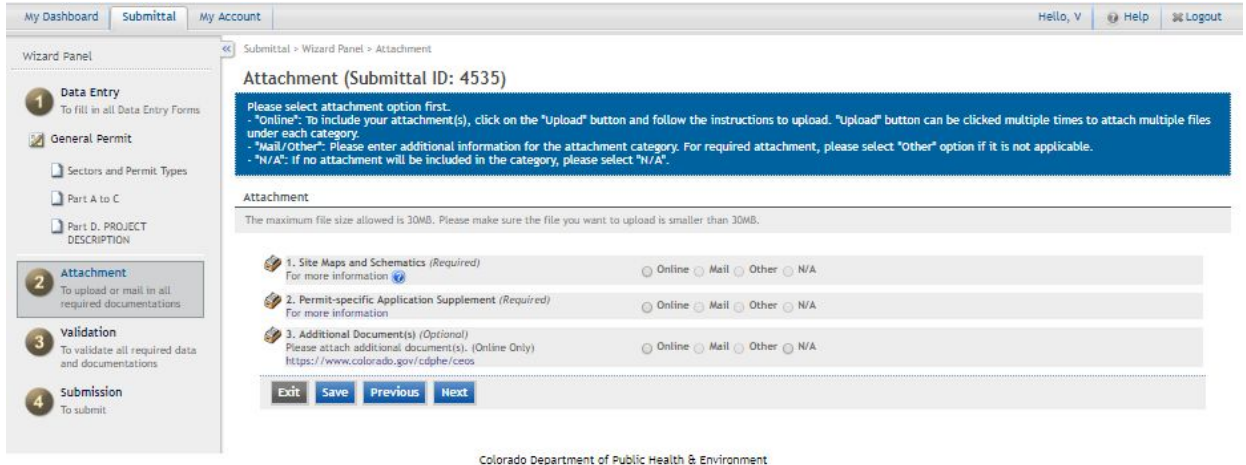 My Dashboard Submittal My Account Hello, V Help Logout
Wizard Panel
1 Data Entry
To fill in all Data Entry Forms
General Permit
Sectors and Permit Types
Part A to C
Part D. PROJECT
DESCRIPTION
2 Attachment
To upload or mail in all
required documentations
3 Validation
To validate all required data
and documentations
4 Submission
To submit
Submittal > Wizard Panel > Attachment
Attachment (Submittal ID: 4535)
Please select attachment option first.
- "Online": To include your attachment(s), click on the "Upload" button and follow the instructions to upload. "Upload" button can be clicked multiple times to attach multiple files
under each category.
- "Mail/Other": Please enter additional information for the attachment category. For required attachment, please select "Other" option if it is not applicable.
- "N/A": If no attachment will be included in the category, please select "N/A".
Attachment
The maximum file size allowed is 30MB. Please make sure the file you want to upload is smaller than 30MB.
1. Site Maps and Schematics (Required) Online Mail Other N/A
For more information
2. Permit-specific Application Supplement (Required) Online Mail Other N/A
For more information
3. Additional Document(s) (Optional)
Please attach additional document(s). (Online Only) Online Mail Other N/A
https://www.colorado.gov/cdphe/ceos
Exit Save Previous Next
Colorado Department of Public Health & Environment